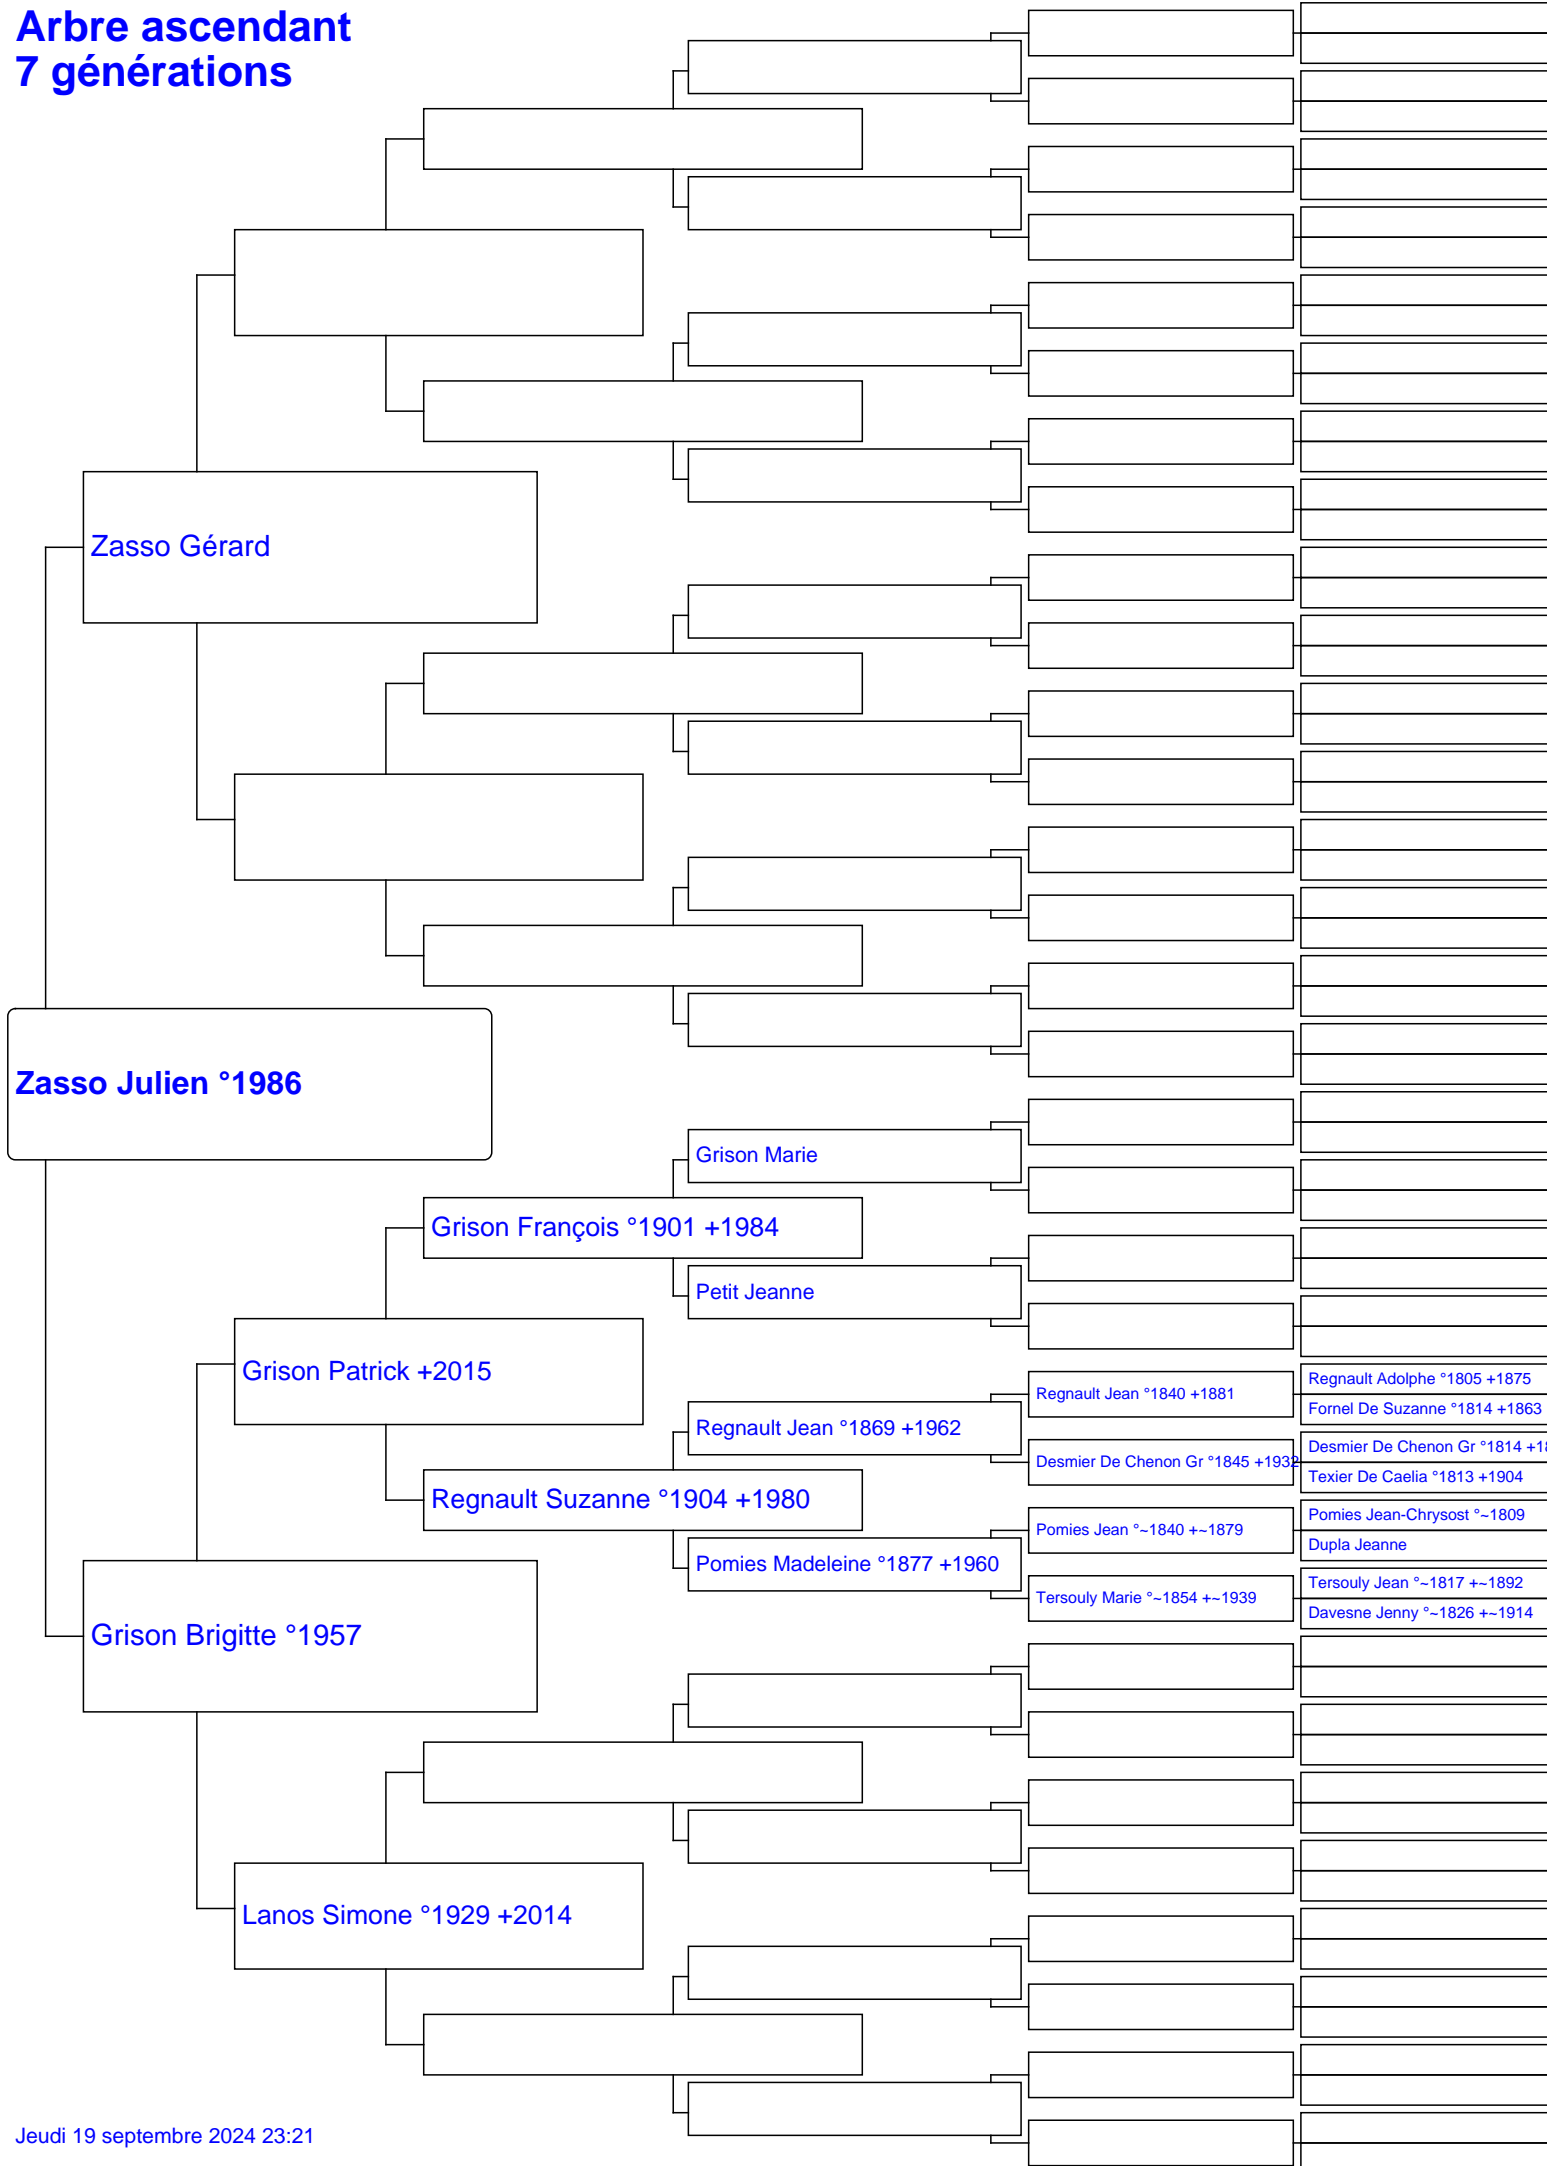 Arbre ascendant
7 générations
Zasso Gérard
Zasso Julien °1986
Grison Marie
Grison François °1901 +1984
Petit Jeanne
Grison Patrick +2015
Regnault Jean °1840 +1881
Regnault Adolphe °1805 +1875
Fornel De Suzanne °1814 +1863
Regnault Jean °1869 +1962
Desmier De Chenon Gr °1845 +1932
Desmier De Chenon Gr °1814 +18
Texier De Caelia °1813 +1904
Regnault Suzanne °1904 +1980
Pomies Jean °~1840 +~1879
Pomies Jean-Chrysost °~1809
Dupla Jeanne
Pomies Madeleine °1877 +1960
Tersouly Marie °~1854 +~1939
Tersouly Jean °~1817 +~1892
Davesne Jenny °~1826 +~1914
Grison Brigitte °1957
Lanos Simone °1929 +2014
Jeudi 19 septembre 2024 23:21